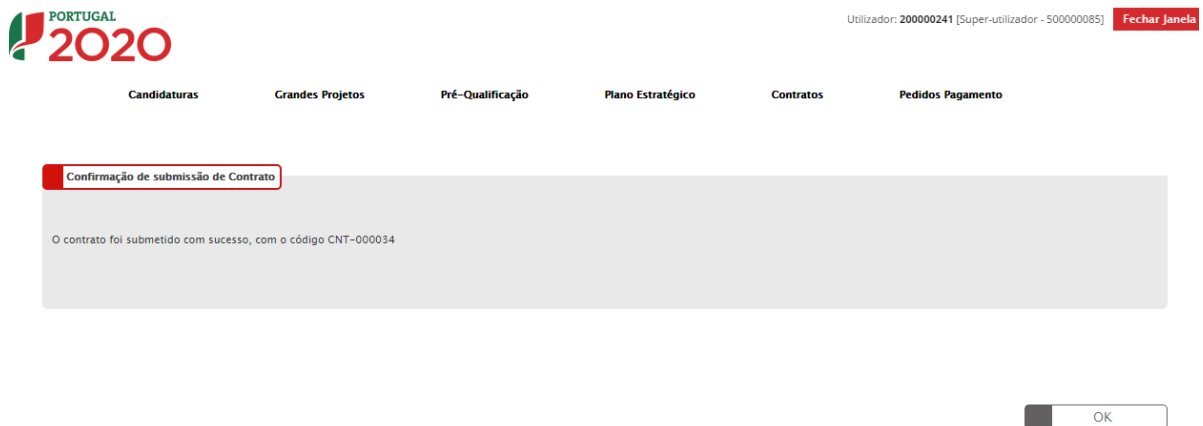 PORTUGAL
2020
Utilizador: 200000241 [Super-utilizador - 500000085]
Fechar Janela
Candidaturas
Grandes Projetos
Pré-Qualificação
Plano Estratégico
Contratos
Pedidos Pagamento
Confirmação de submissão de Contrato
O contrato foi submetido com sucesso, com o código CNT-000034
OK